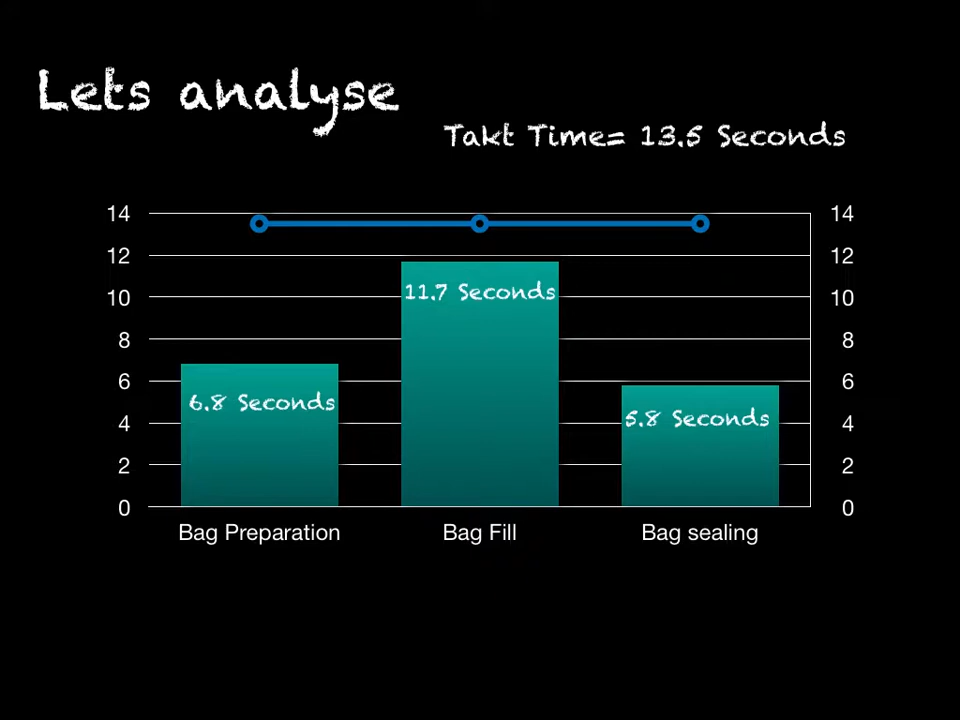 Lets analyse
Takt Time= 13.5 Seconds
14 14
12 12
11.7 Seconds
10 10
8 8
6 6
6.8 Seconds
5.8 Seconds
4 4
2 2
0 0
Bag Preparation Bag Fill Bag sealing